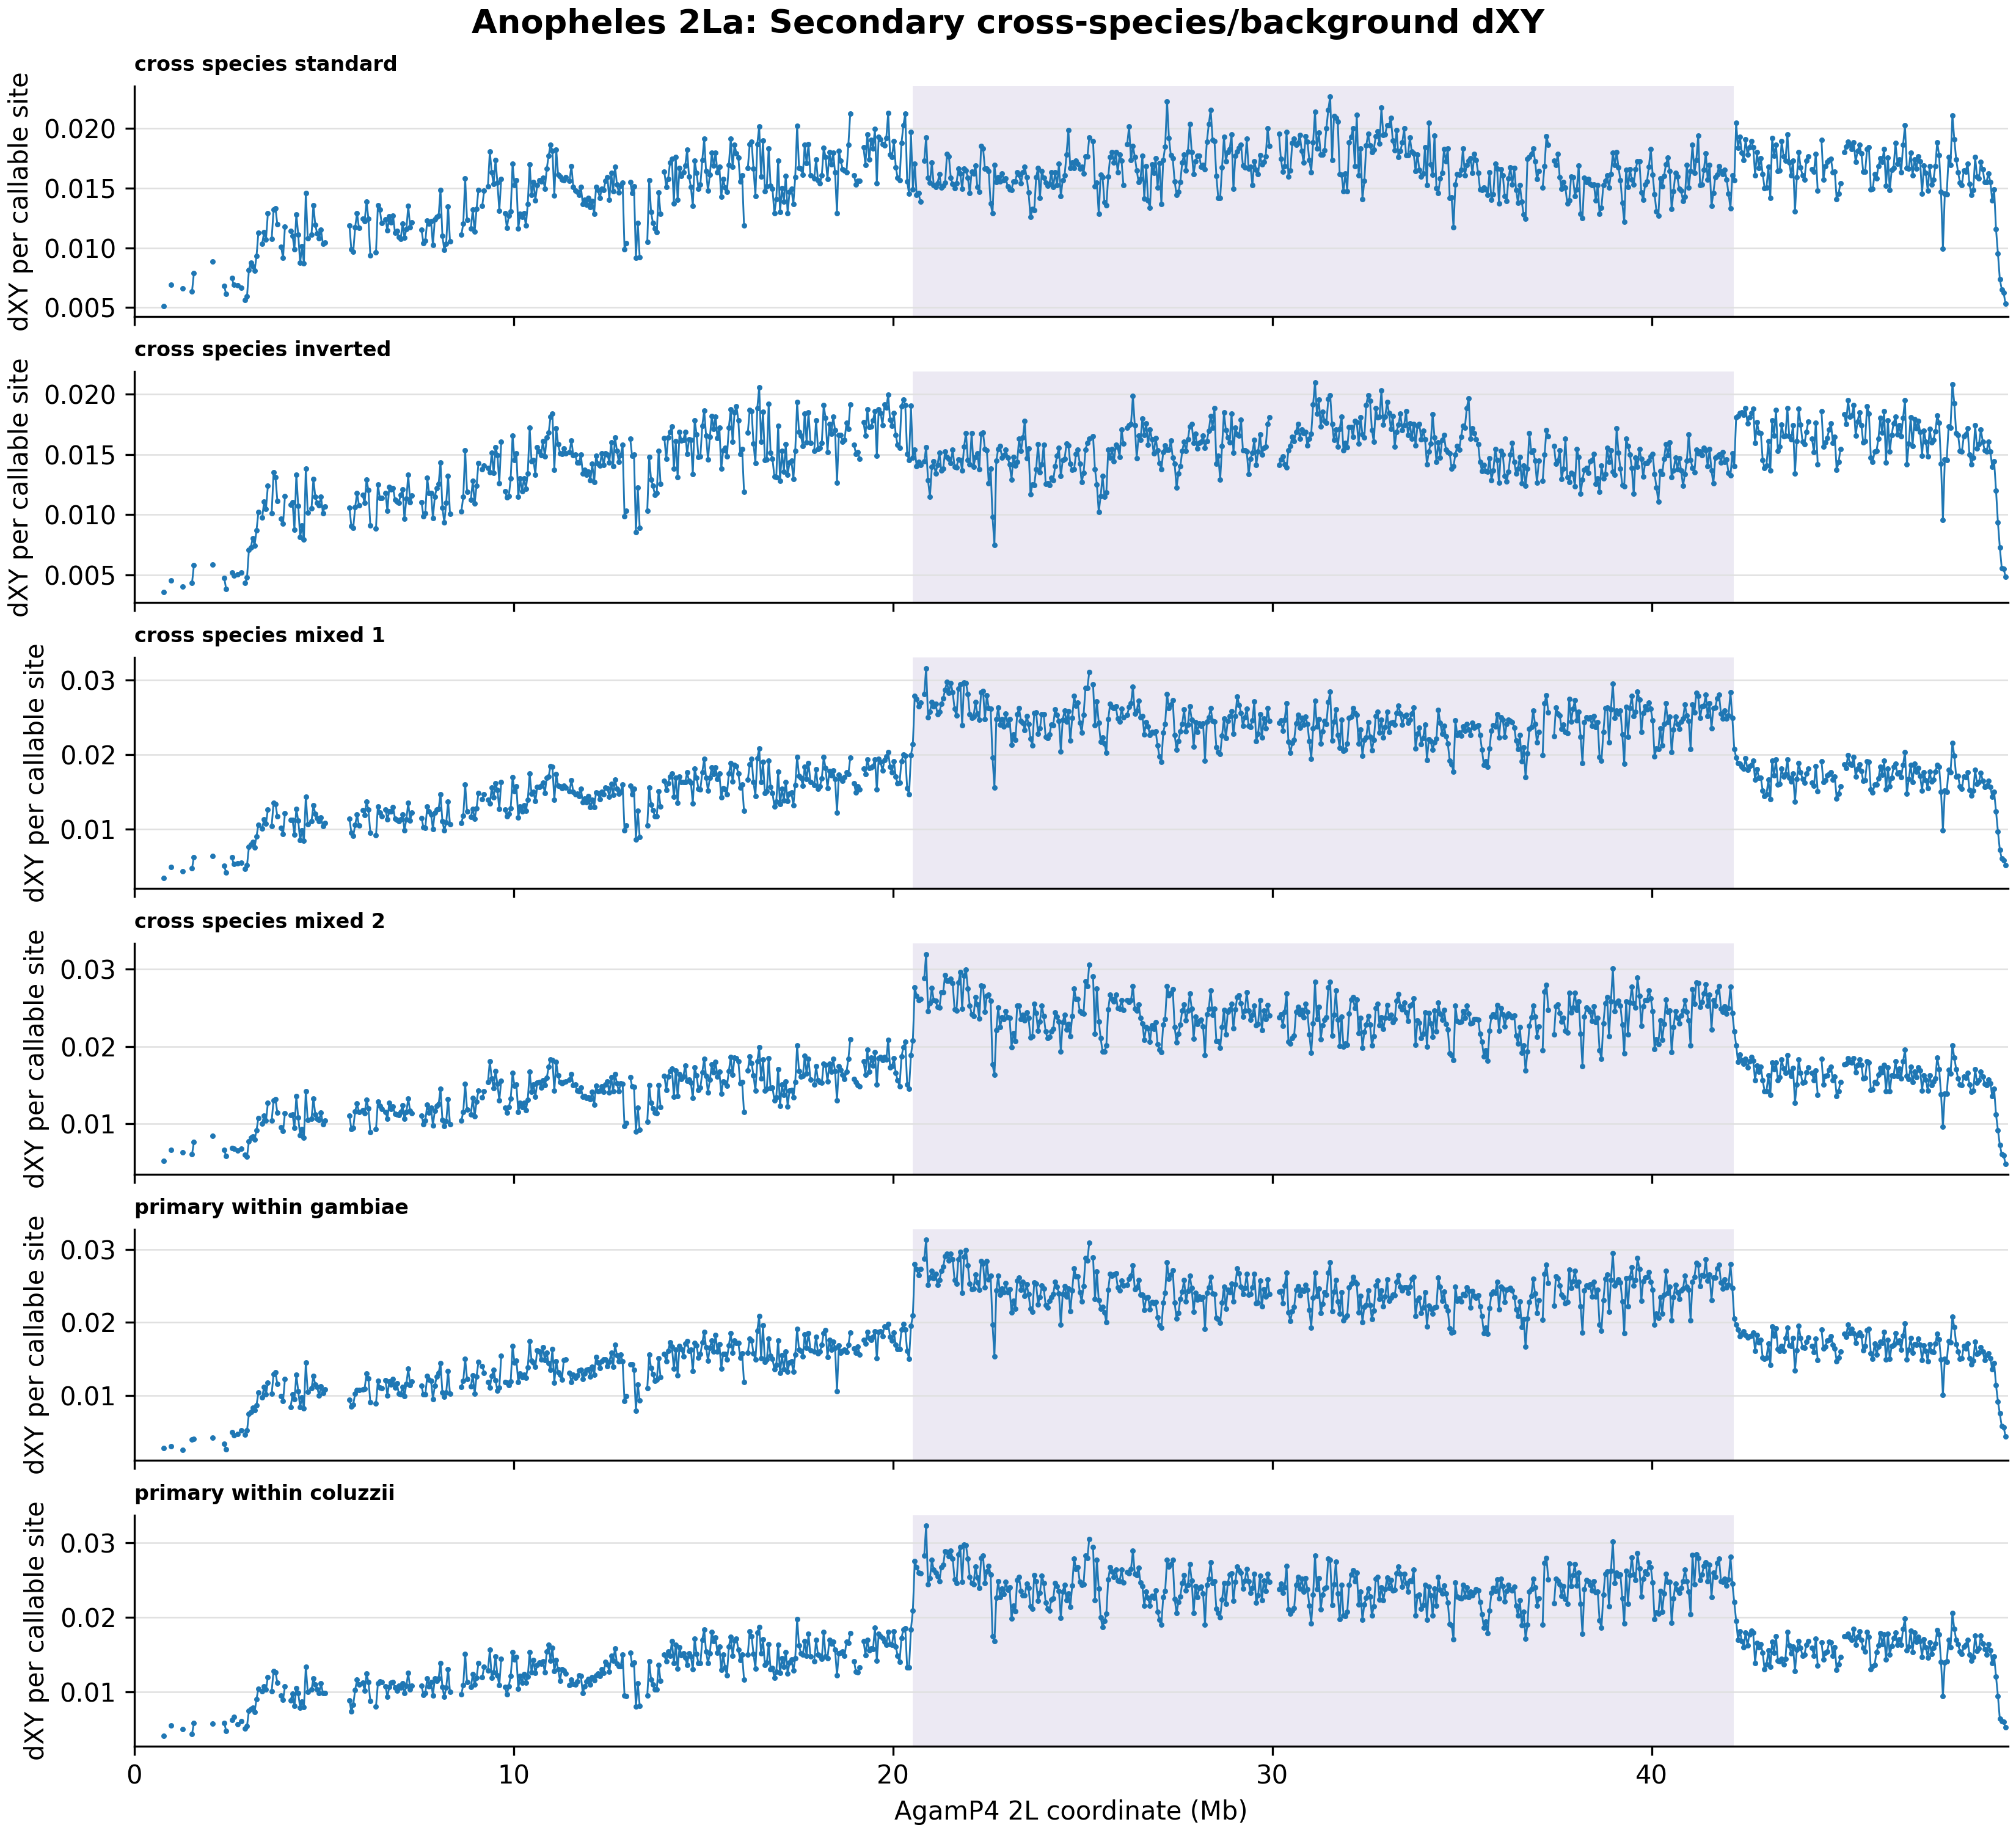 Anopheles 2La: Secondary cross-species/background dXY
cross species standard
dXY per callable site
0.020
0.015
0.010
0.005
cross species inverted
dXY per callable site
0.020
0.015
0.010
0.005
cross species mixed 1
dXY per callable site
0.03
0.02
0.01
cross species mixed 2
dXY per callable site
0.03
0.02
0.01
primary within gambiae
dXY per callable site
0.03
0.02
0.01
primary within coluzzii
dXY per callable site
0.03
0.02
0.01
0 10 20 30 40
AgamP4 2L coordinate (Mb)